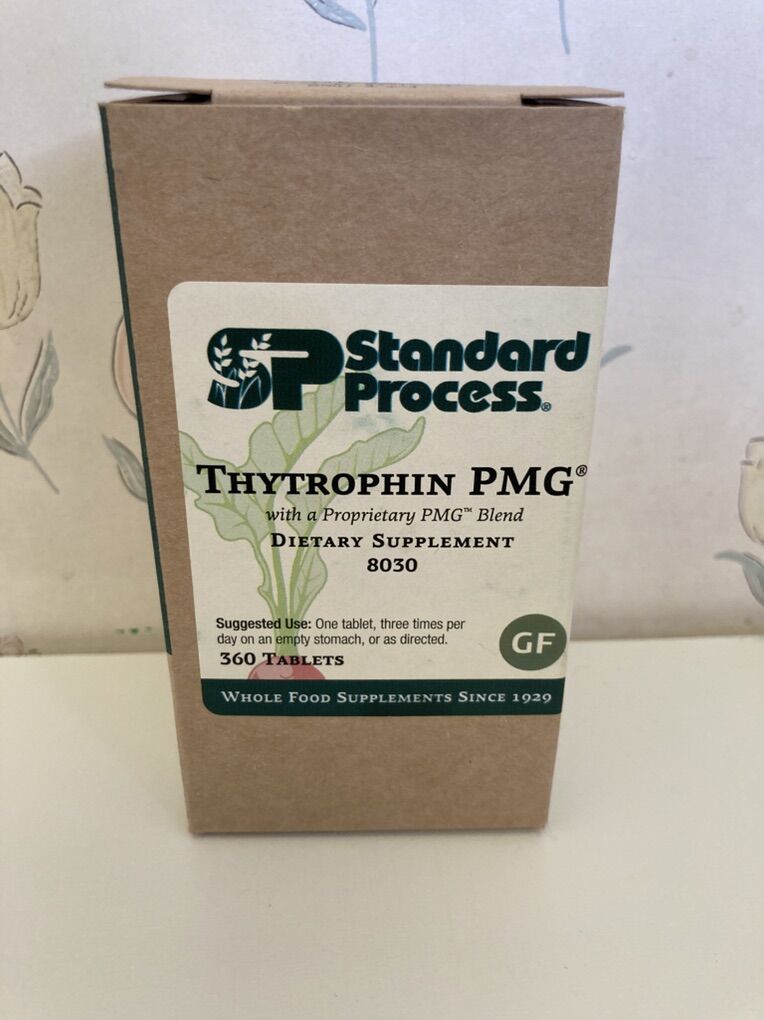 SP Standard
Process®
THYTROPHIN PMG®
with a Proprietary PMG™ Blend
DIETARY SUPPLEMENT
8030
Suggested Use: One tablet, three times per
day on an empty stomach, or as directed.
360 TABLETS
GF
WHOLE FOOD SUPPLEMENTS SINCE 1929